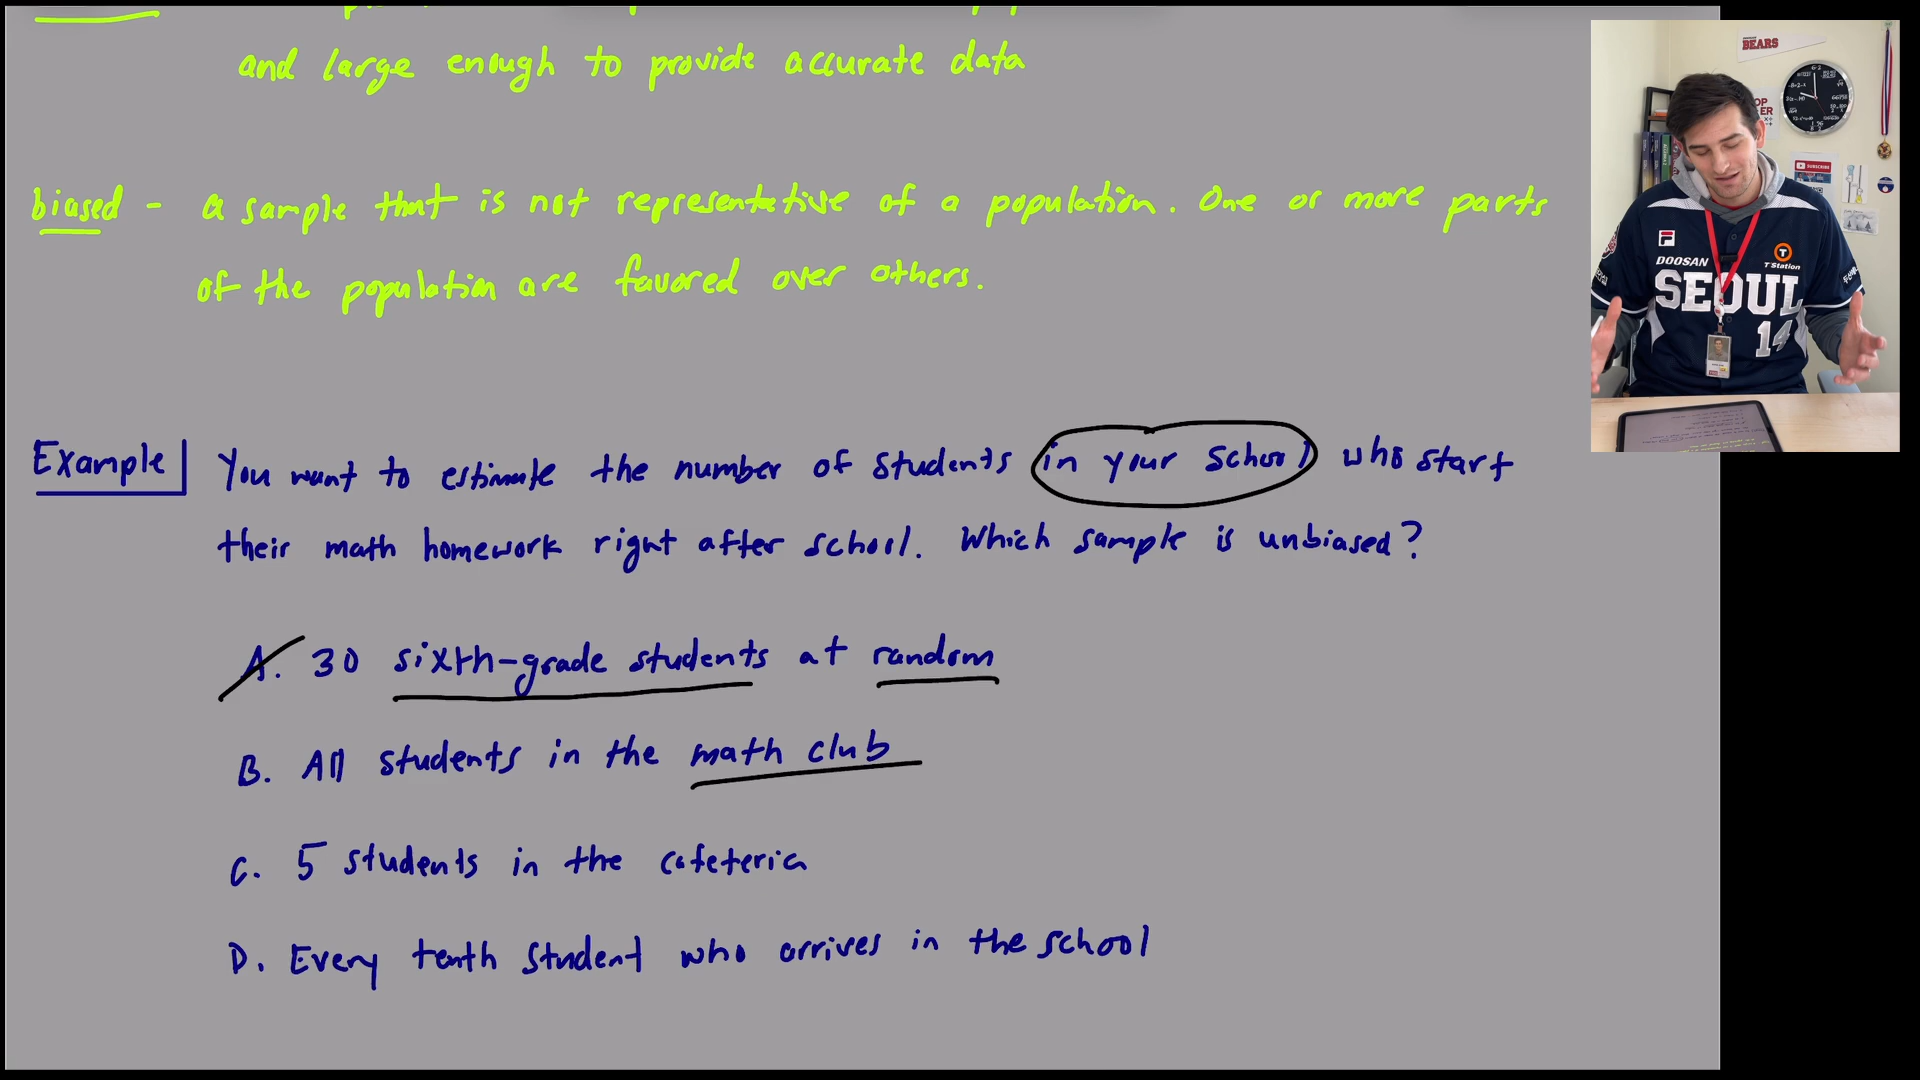 and large enough to provide accurate data
biased - a sample that is not representative of a population. One or more parts
of the population are favored over others.
Example You want to estimate the number of students in your school who start
their math homework right after school. Which sample is unbiased?
A. 30 sixth-grade students at random
B. All students in the math club
C. 5 students in the cafeteria
D. Every tenth student who arrives in the school
BEARS
SUBSCRIBE
DOOSAN
T Station
SEOUL
14